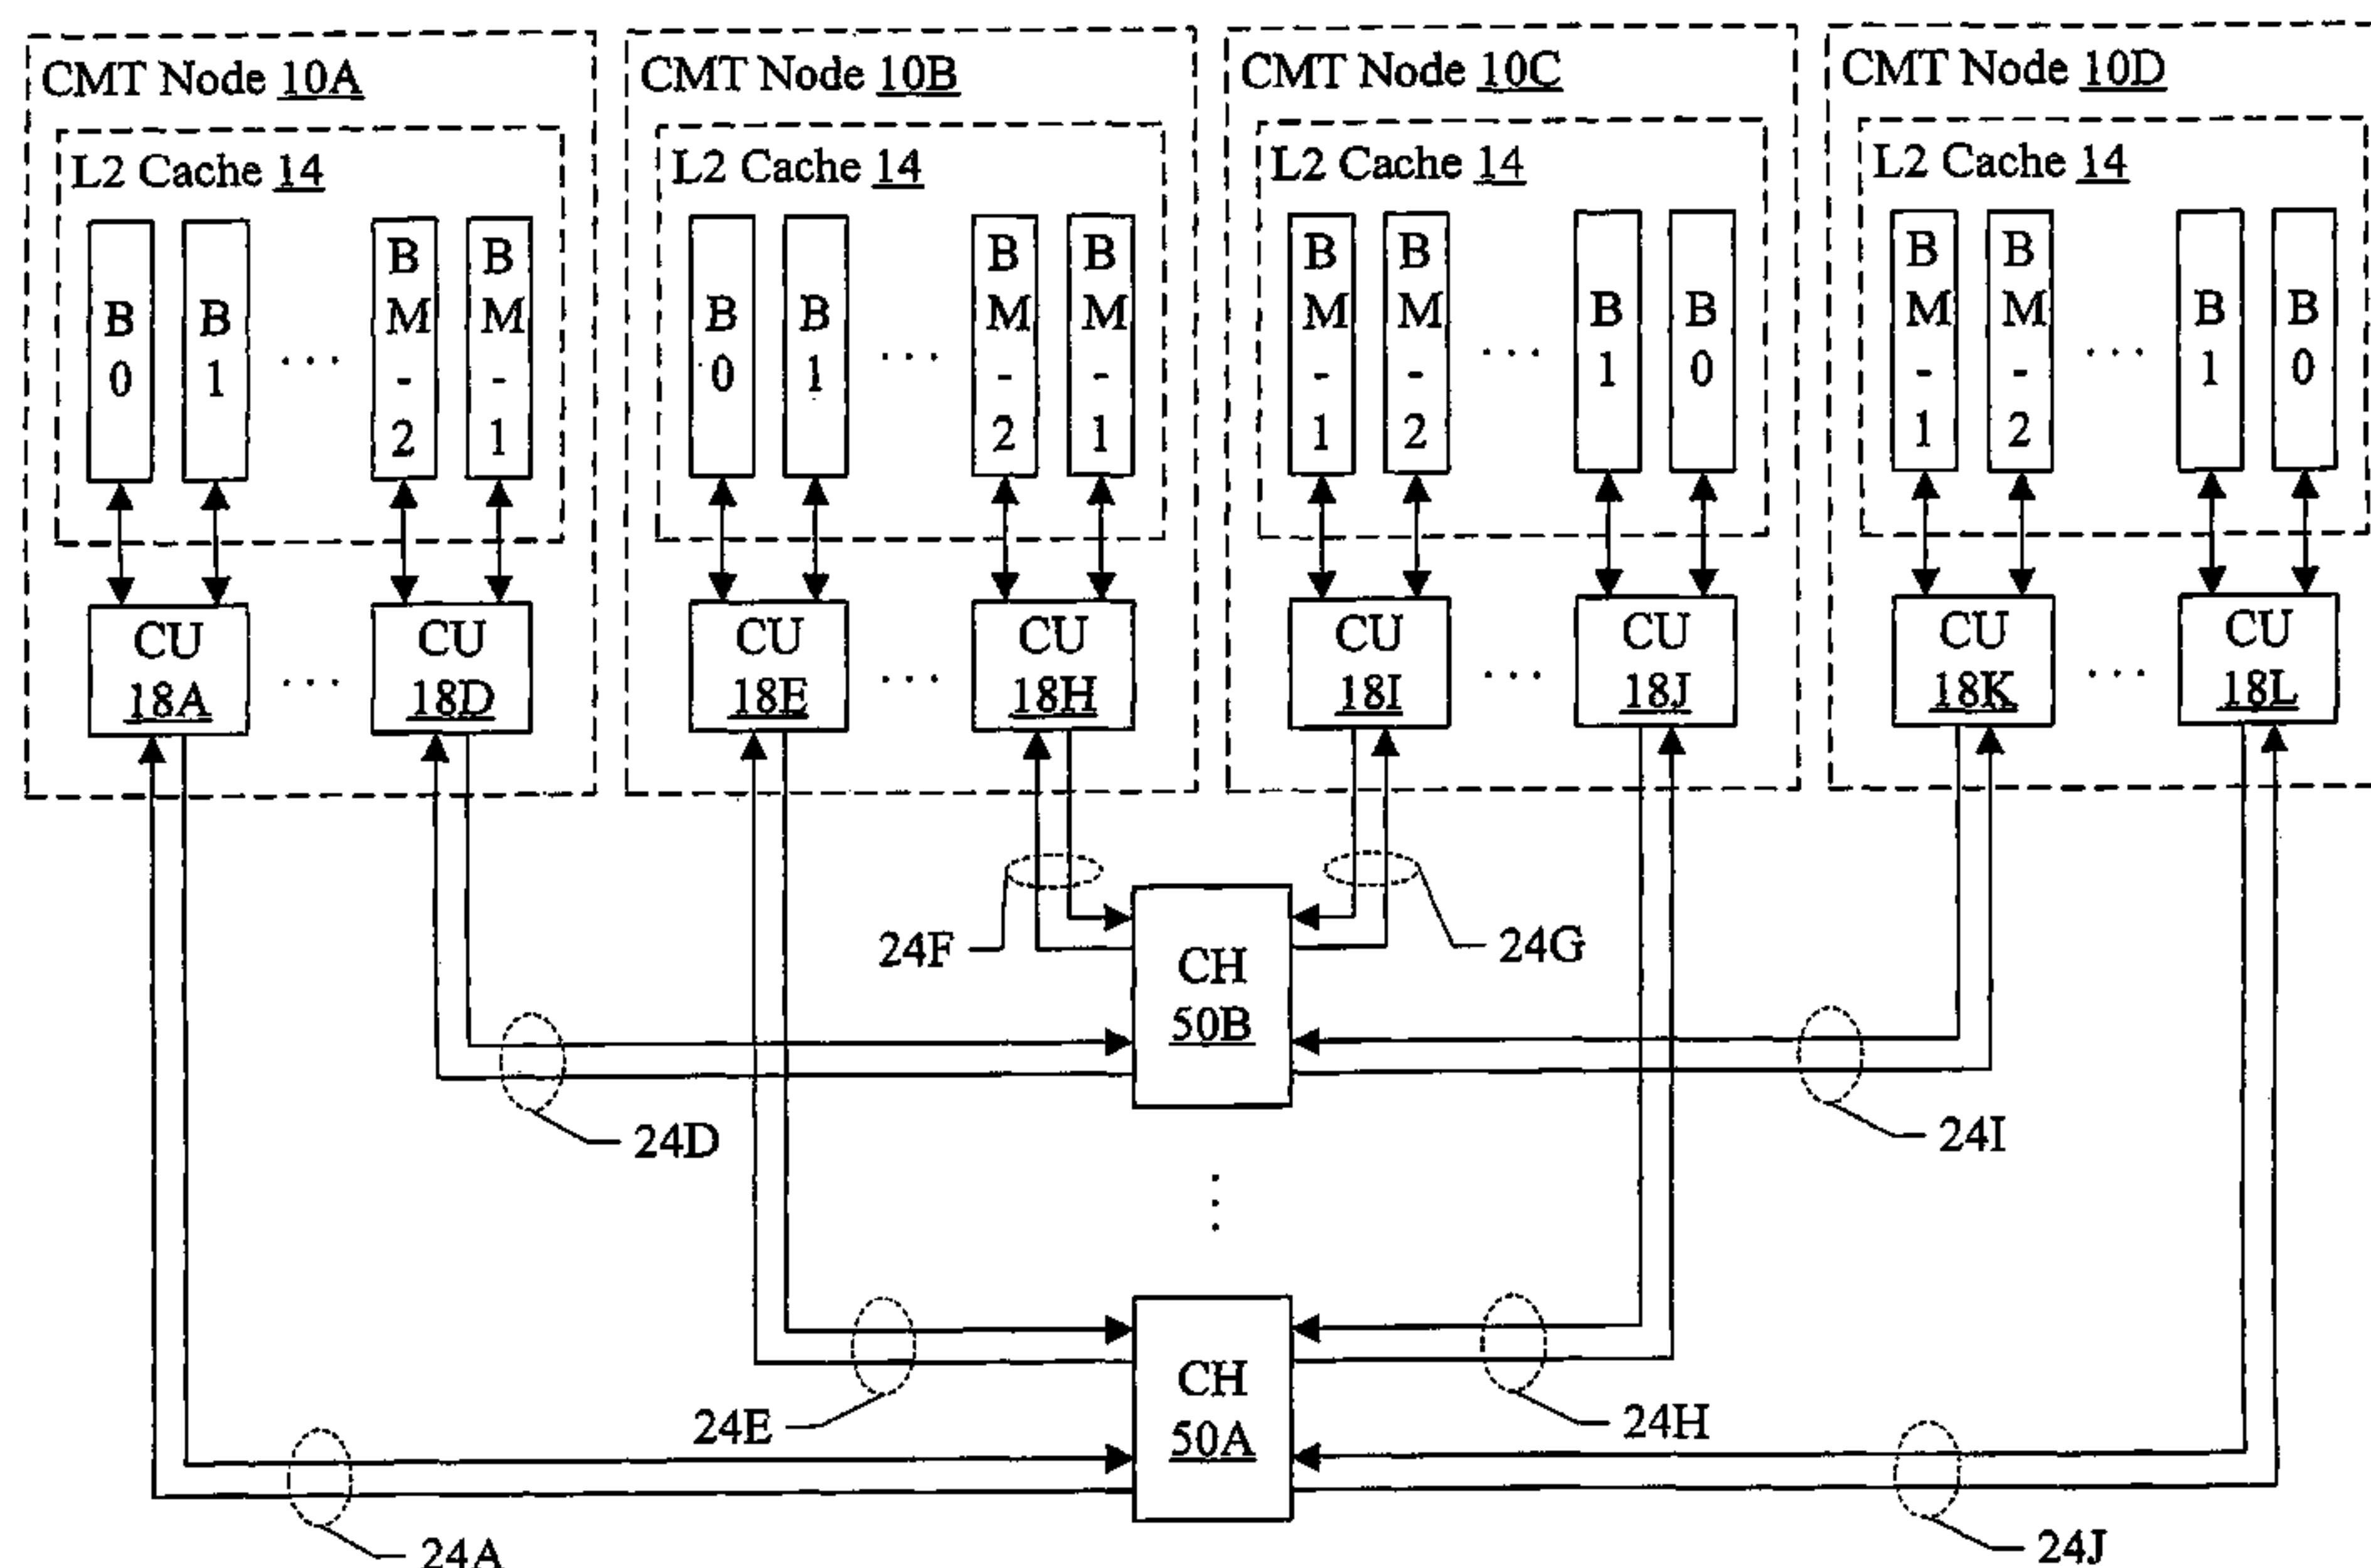 CMT Node 10A
CMT Node 10B
CMT Node 10C
CMT Node 10D
L2 Cache 14
L2 Cache 14
L2 Cache 14
L2 Cache 14
B 0
B 1
...
B M - 2
B M - 1
B 0
B 1
...
B M - 2
B M - 1
B M - 1
B M - 2
...
B 1
B 0
B M - 1
B M - 2
...
B 1
B 0
CU 18A
...
CU 18D
CU 18E
...
CU 18H
CU 18I
...
CU 18J
CU 18K
...
CU 18L
24F
CH 50B
24G
24D
24I
...
24E
CH 50A
24H
24A
24J